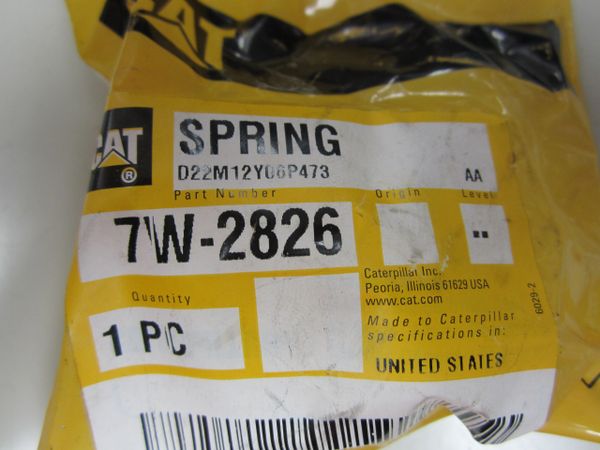 CAT
CAT ®
SPRING
D22M12Y06P473 AA
Part Number Origin Level
7W-2826 --
Caterpillar Inc.
Peoria, Illinois 61629 USA
www.cat.com
Quantity
1 PC
Made to Caterpillar
specifications in:
UNITED STATES
6029-2